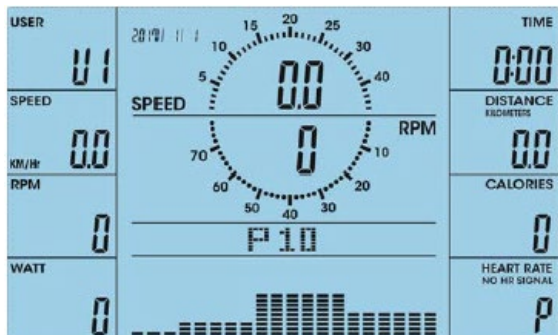 USER
U 1
SPEED
KM/Hr 0.0
RPM
0
WATT
0
15 20 25
10 30
5 40
SPEED 0.0
0 RPM
70 10
60 20
50 40 30
P10
TIME
0:00
DISTANCE
KILOMETERS
0.0
CALORIES
0
HEART RATE
NO HR SIGNAL
P